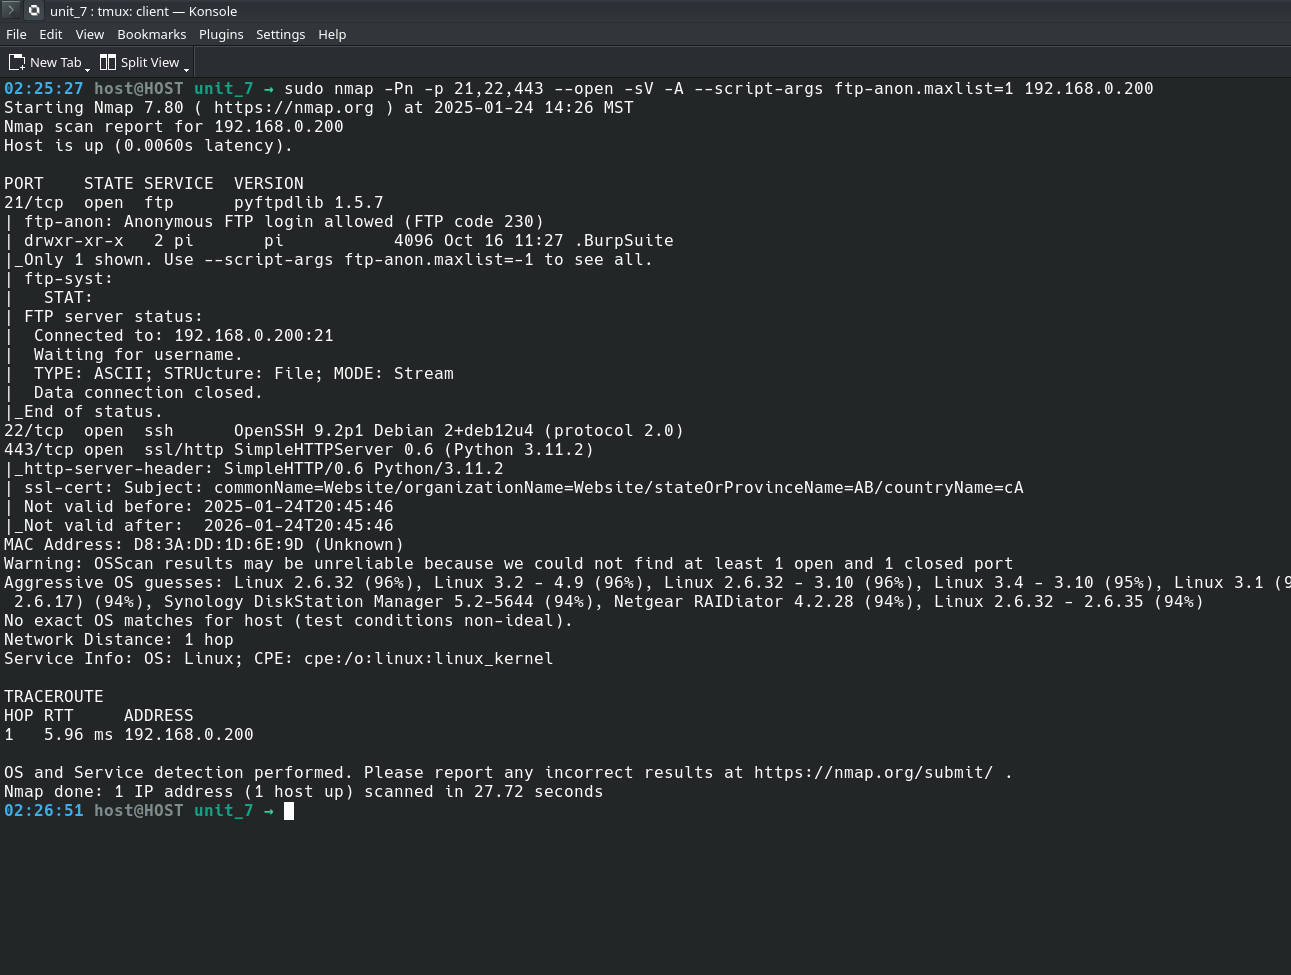 unit_7 : tmux: client — Konsole
File Edit View Bookmarks Plugins Settings Help
New Tab Split View
02:25:27 host@HOST unit_7 → sudo nmap -Pn -p 21,22,443 --open -sV -A --script-args ftp-anon.maxlist=1 192.168.0.200
Starting Nmap 7.80 ( https://nmap.org ) at 2025-01-24 14:26 MST
Nmap scan report for 192.168.0.200
Host is up (0.0060s latency).

PORT    STATE SERVICE  VERSION
21/tcp  open  ftp      pyftpdlib 1.5.7
| ftp-anon: Anonymous FTP login allowed (FTP code 230)
| drwxr-xr-x   2 pi       pi           4096 Oct 16 11:27 .BurpSuite
|_Only 1 shown. Use --script-args ftp-anon.maxlist=-1 to see all.
| ftp-syst:
|   STAT:
| FTP server status:
|  Connected to: 192.168.0.200:21
|  Waiting for username.
|  TYPE: ASCII; STRUcture: File; MODE: Stream
|  Data connection closed.
|_End of status.
22/tcp  open  ssh      OpenSSH 9.2p1 Debian 2+deb12u4 (protocol 2.0)
443/tcp open  ssl/http SimpleHTTPServer 0.6 (Python 3.11.2)
|_http-server-header: SimpleHTTP/0.6 Python/3.11.2
| ssl-cert: Subject: commonName=Website/organizationName=Website/stateOrProvinceName=AB/countryName=cA
| Not valid before: 2025-01-24T20:45:46
|_Not valid after:  2026-01-24T20:45:46
MAC Address: D8:3A:DD:1D:6E:9D (Unknown)
Warning: OSScan results may be unreliable because we could not find at least 1 open and 1 closed port
Aggressive OS guesses: Linux 2.6.32 (96%), Linux 3.2 - 4.9 (96%), Linux 2.6.32 - 3.10 (96%), Linux 3.4 - 3.10 (95%), Linux 3.1 (9
 2.6.17) (94%), Synology DiskStation Manager 5.2-5644 (94%), Netgear RAIDiator 4.2.28 (94%), Linux 2.6.32 - 2.6.35 (94%)
No exact OS matches for host (test conditions non-ideal).
Network Distance: 1 hop
Service Info: OS: Linux; CPE: cpe:/o:linux:linux_kernel

TRACEROUTE
HOP RTT     ADDRESS
1   5.96 ms 192.168.0.200

OS and Service detection performed. Please report any incorrect results at https://nmap.org/submit/ .
Nmap done: 1 IP address (1 host up) scanned in 27.72 seconds
02:26:51 host@HOST unit_7 →